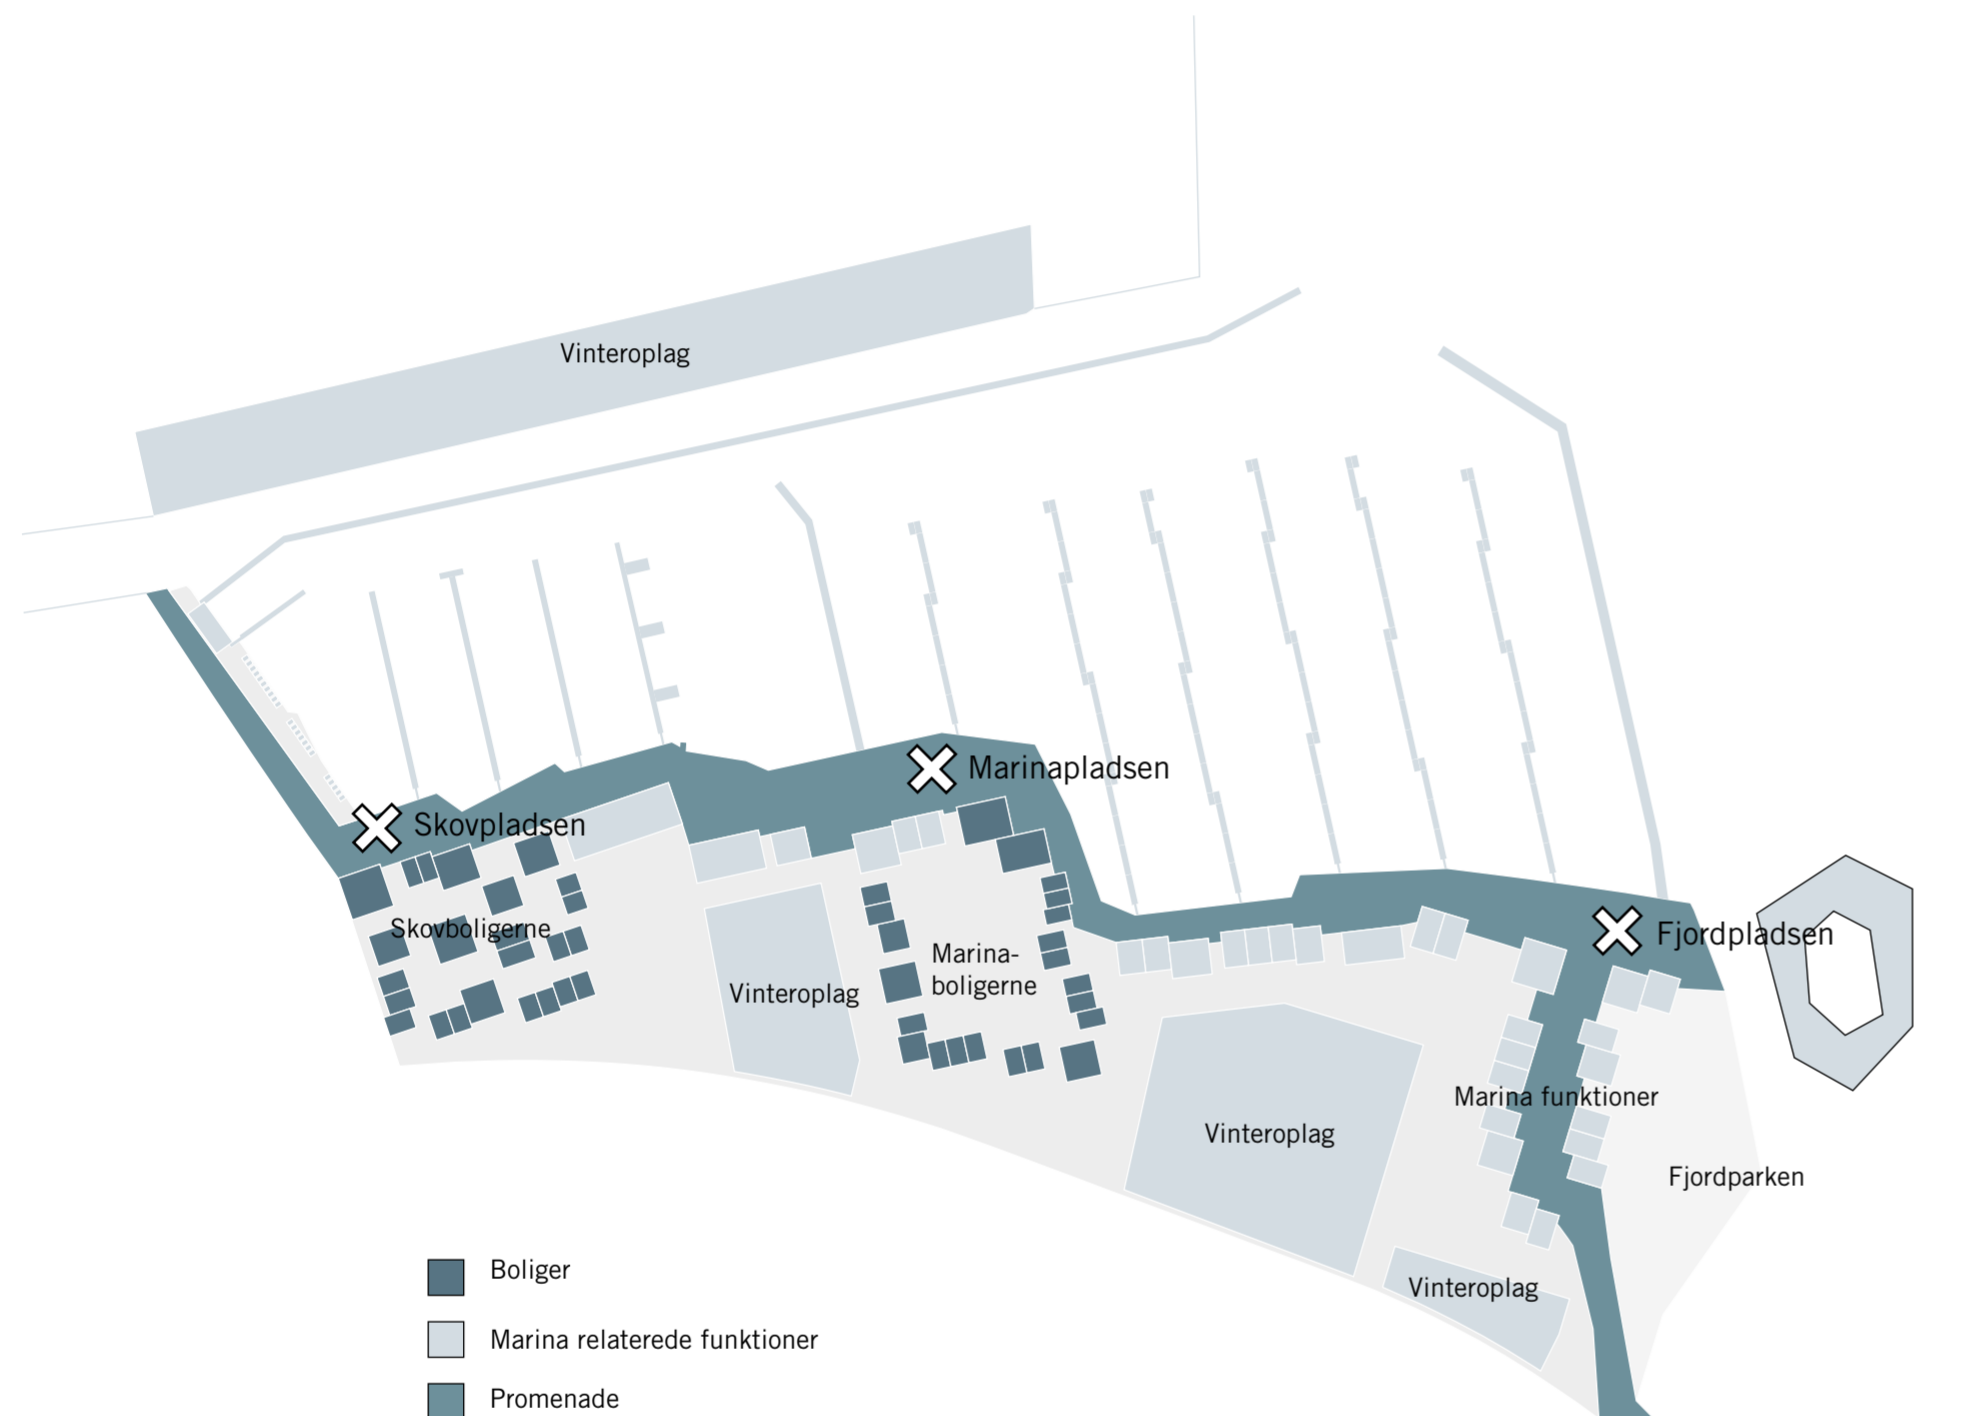 Vinteroplag
Marinapladsen
Skovpladsen
Skovboligerne
Fjordpladsen
Marina-
boligerne
Vinteroplag
Marina funktioner
Vinteroplag
Fjordparken
Vinteroplag
Boliger
Marina relaterede funktioner
Promenade